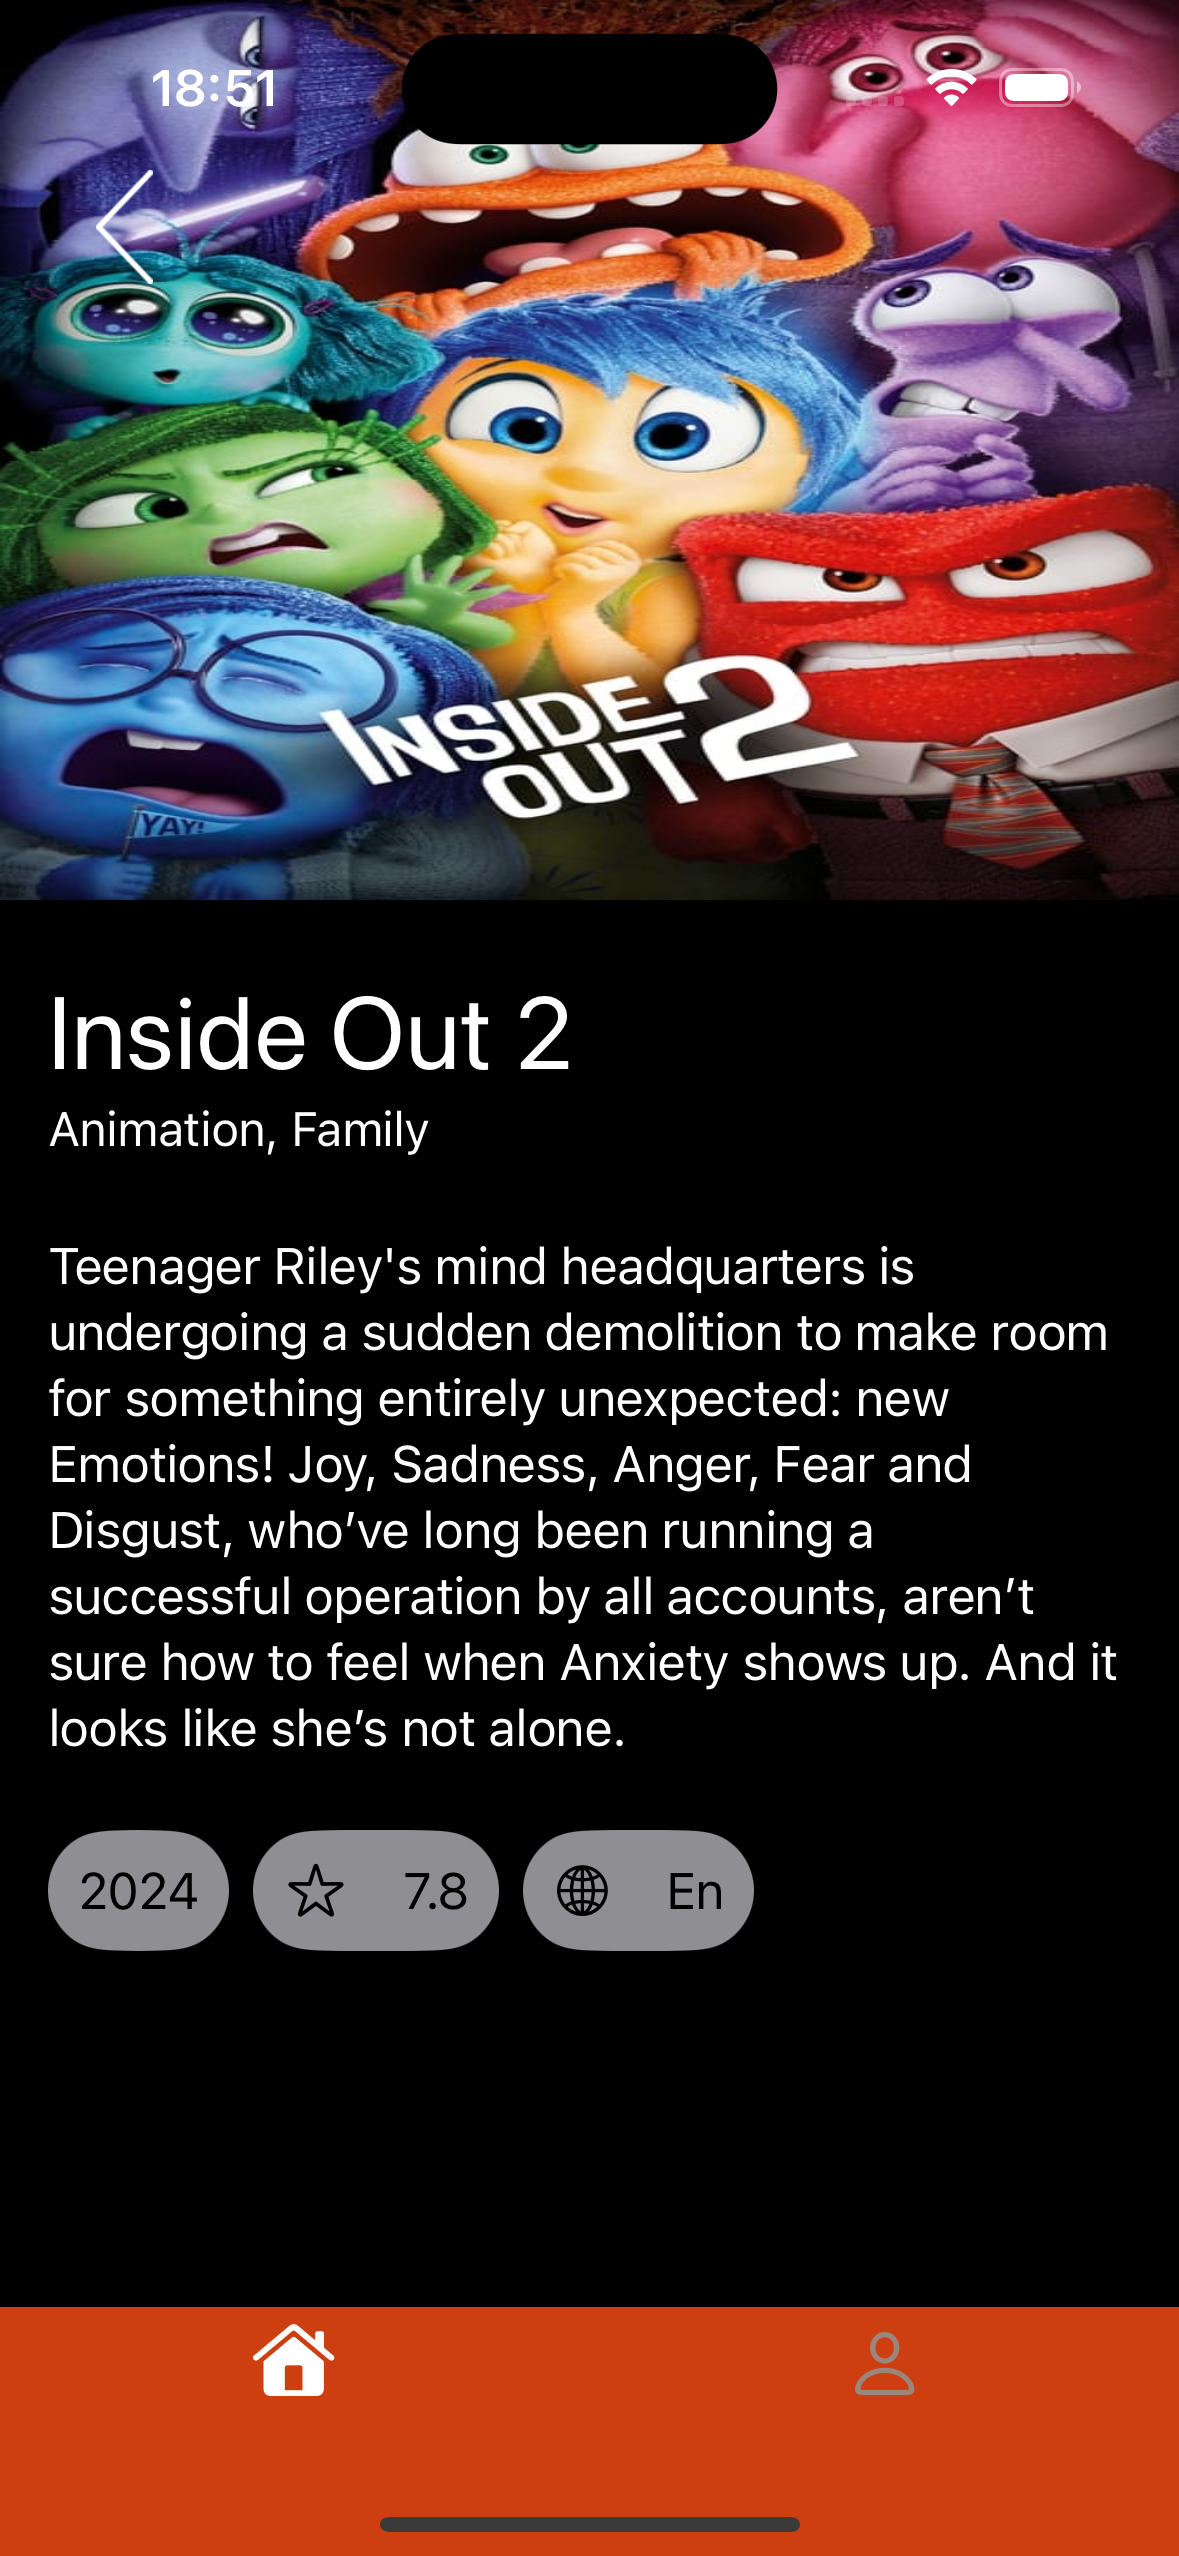 18:51
YAY!
INSIDE
OUT 2
Inside Out 2
Animation, Family
Teenager Riley's mind headquarters is
undergoing a sudden demolition to make room
for something entirely unexpected: new
Emotions! Joy, Sadness, Anger, Fear and
Disgust, who’ve long been running a
successful operation by all accounts, aren’t
sure how to feel when Anxiety shows up. And it
looks like she’s not alone.
2024 7.8 En